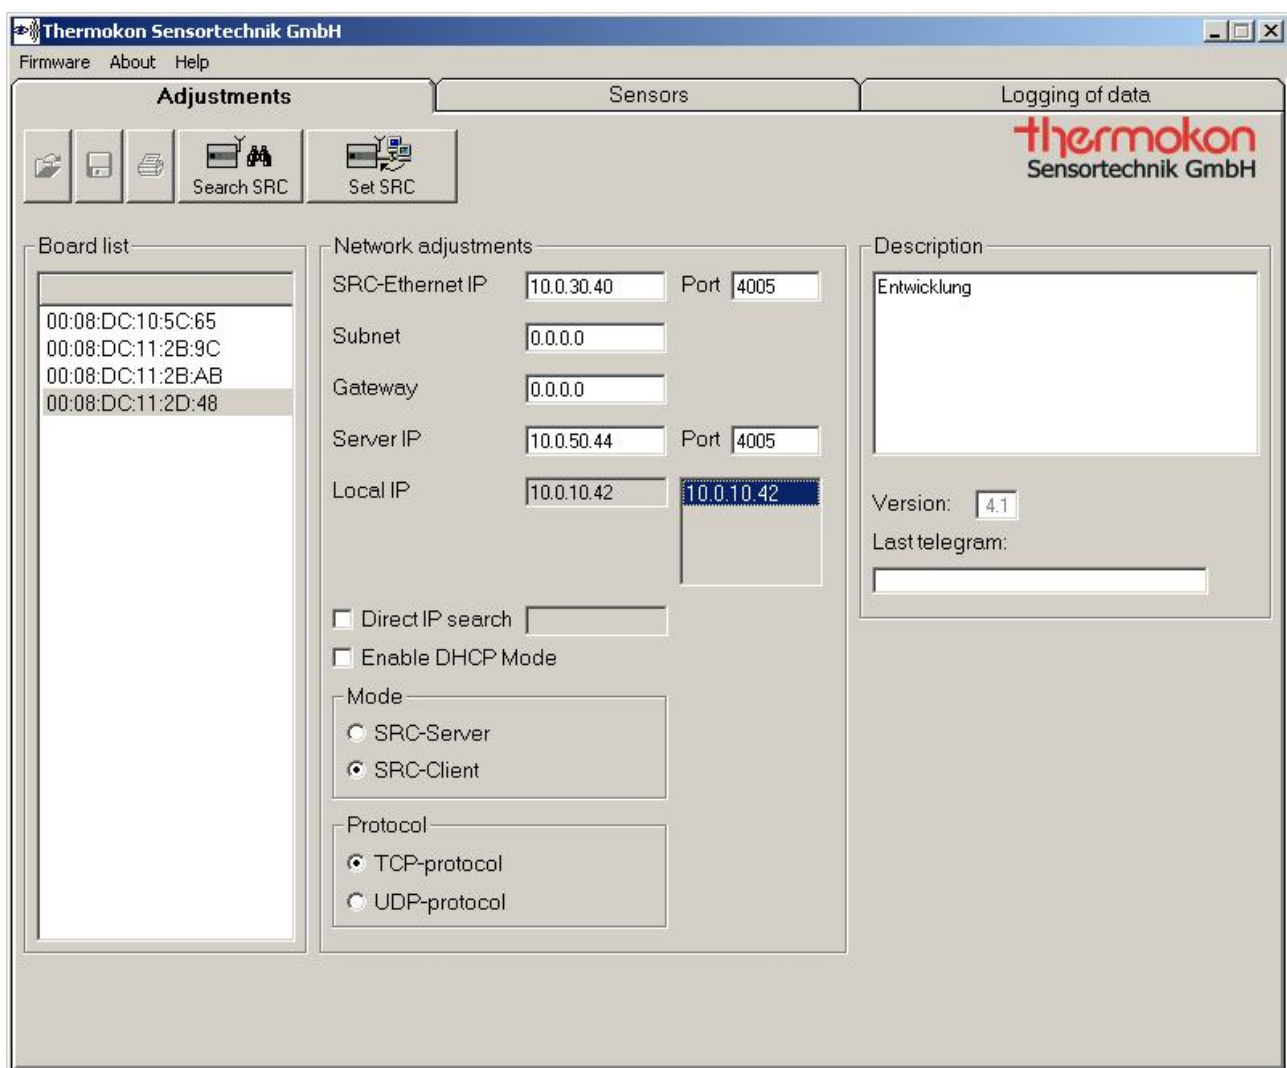 Thermokon Sensortechnik GmbH
Firmware About Help
Adjustments Sensors Logging of data
thermokon
Sensortechnik GmbH
Search SRC Set SRC
Board list
00:08:DC:10:5C:65
00:08:DC:11:2B:9C
00:08:DC:11:2B:AB
00:08:DC:11:2D:48
Network adjustments
SRC-Ethernet IP 10.0.30.40 Port 4005
Subnet 0.0.0.0
Gateway 0.0.0.0
Server IP 10.0.50.44 Port 4005
Local IP 10.0.10.42 10.0.10.42
Direct IP search
Enable DHCP Mode
Mode
SRC-Server
SRC-Client
Protocol
TCP-protocol
UDP-protocol
Description
Entwicklung
Version: 4.1
Last telegram: